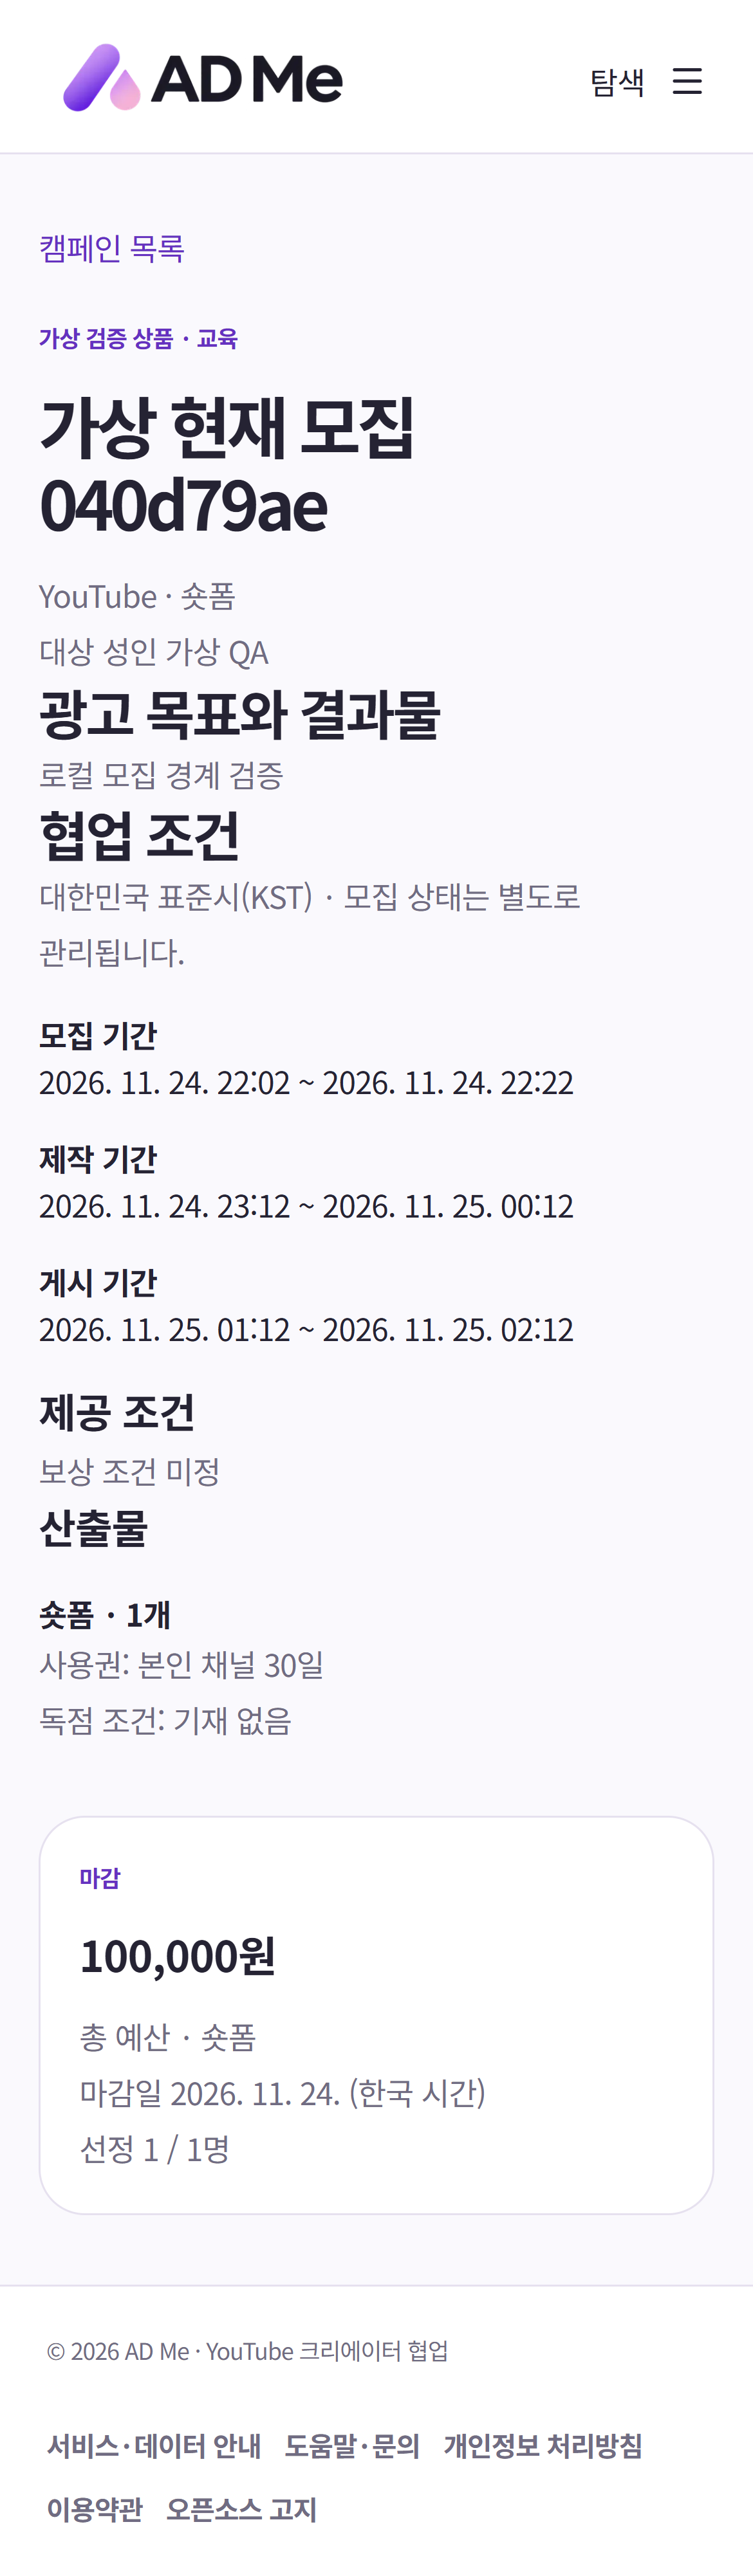 AD Me
탐색
캠페인 목록
가상 검증 상품 · 교육
가상 현재 모집
040d79ae
YouTube · 숏폼
대상 성인 가상 QA
광고 목표와 결과물
로컬 모집 경계 검증
협업 조건
대한민국 표준시(KST) · 모집 상태는 별도로
관리됩니다.
모집 기간
2026. 11. 24. 22:02 ~ 2026. 11. 24. 22:22
제작 기간
2026. 11. 24. 23:12 ~ 2026. 11. 25. 00:12
게시 기간
2026. 11. 25. 01:12 ~ 2026. 11. 25. 02:12
제공 조건
보상 조건 미정
산출물
숏폼 · 1개
사용권: 본인 채널 30일
독점 조건: 기재 없음
마감
100,000원
총 예산 · 숏폼
마감일 2026. 11. 24. (한국 시간)
선정 1 / 1명
© 2026 AD Me · YouTube 크리에이터 협업
서비스·데이터 안내 도움말·문의 개인정보 처리방침
이용약관 오픈소스 고지